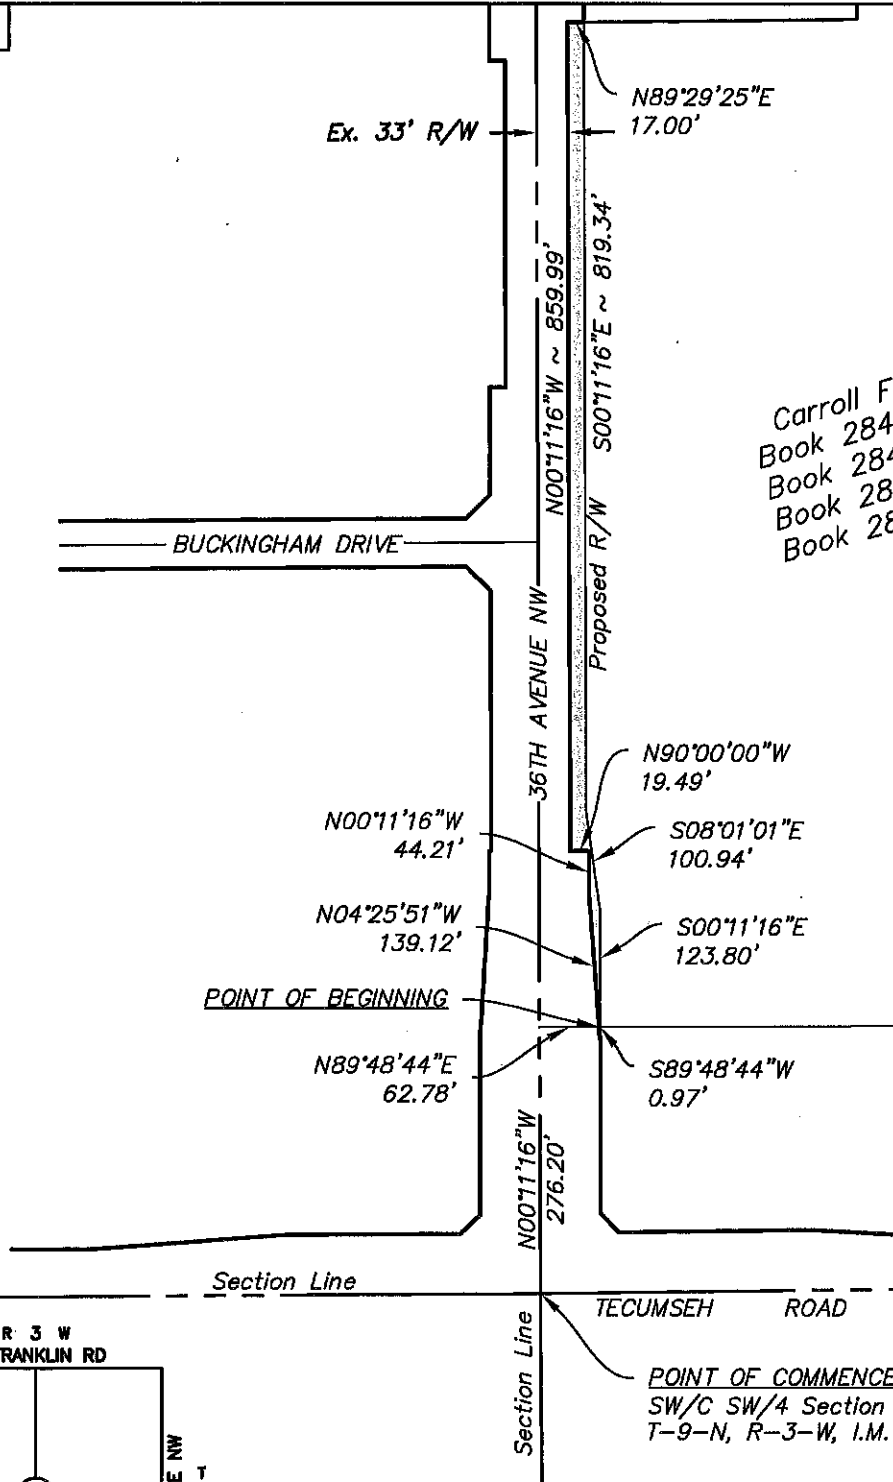 N89°29'25"E
17.00'
Ex. 33' R/W
N00°11'16"W ~ 859.99'
S00°11'16"E ~ 819.34'
Proposed R/W
Carroll F
Book 284
Book 284
Book 28
Book 28
BUCKINGHAM DRIVE
36TH AVENUE NW
N90°00'00"W
19.49'
N00°11'16"W
44.21'
S08°01'01"E
100.94'
N04°25'51"W
139.12'
S00°11'16"E
123.80'
POINT OF BEGINNING
N89°48'44"E
62.78'
S89°48'44"W
0.97'
N00°11'16"W
276.20'
Section Line
TECUMSEH ROAD
Section Line
POINT OF COMMENCE
SW/C SW/4 Section
T-9-N, R-3-W, I.M.
R 3 W
RANKLIN RD
E NW
T